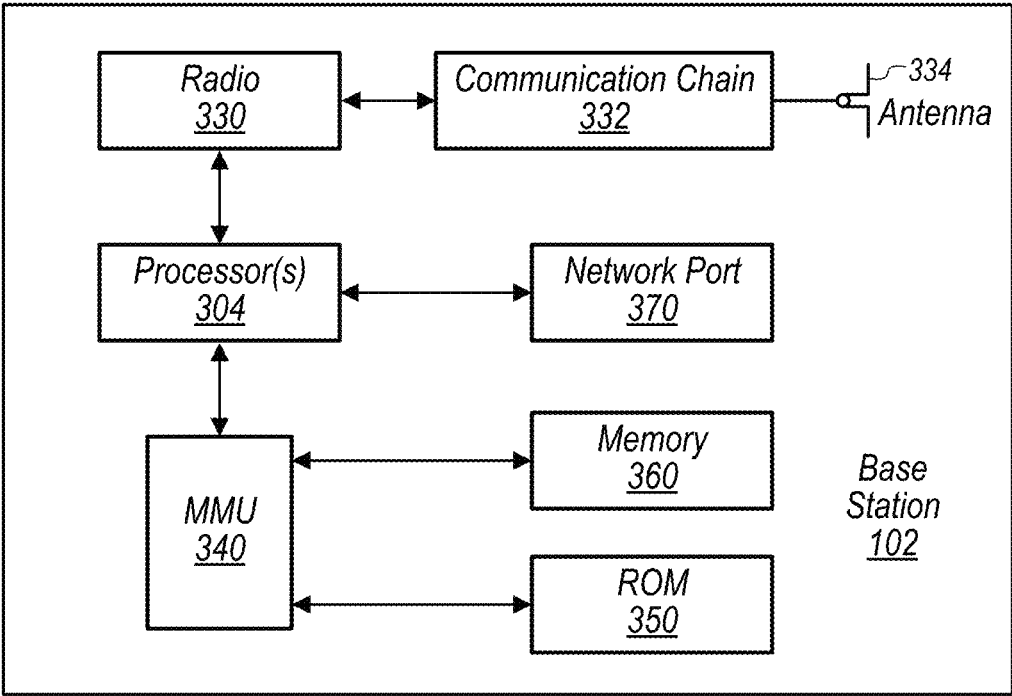 Radio
330
Communication Chain
332
334
Antenna
Processor(s)
304
Network Port
370
MMU
340
Memory
360
ROM
350
Base
Station
102